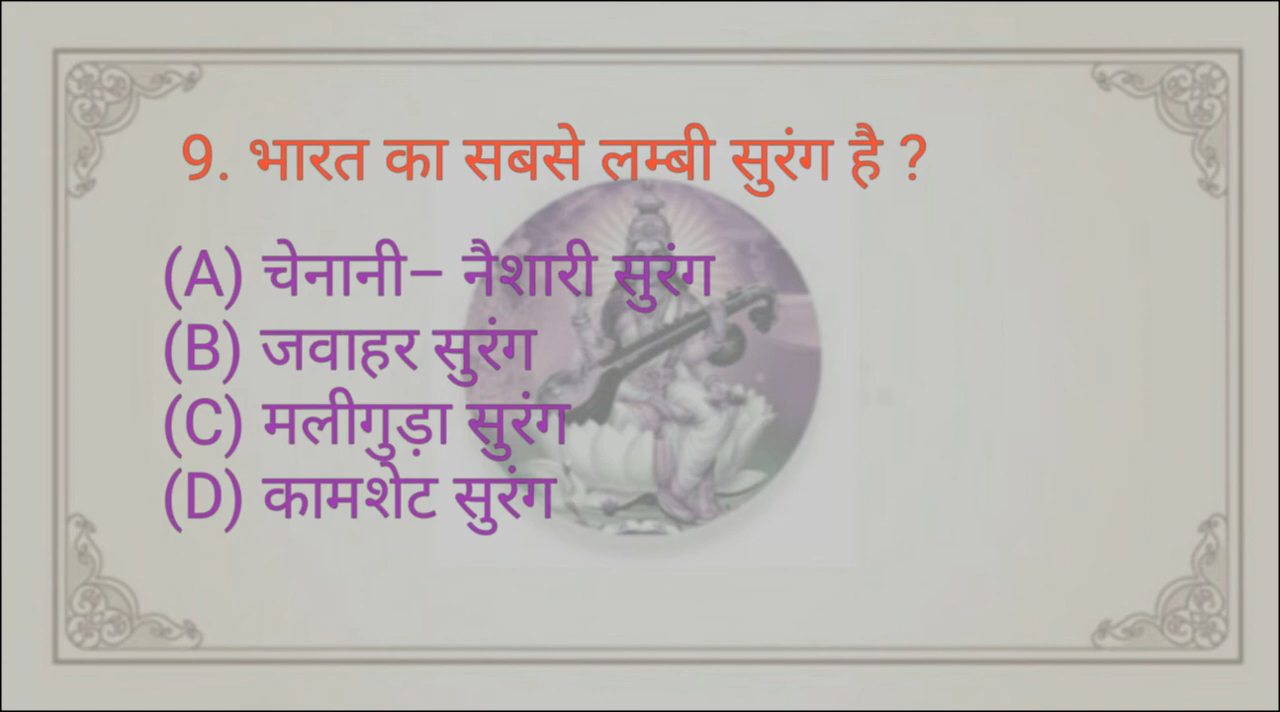 9. भारत का सबसे लम्बी सुरंग है ?
(A) चेनानी– नैशारी सुरंग
(B) जवाहर सुरंग
(C) मलीगुड़ा सुरंग
(D) कामशेट सुरंग